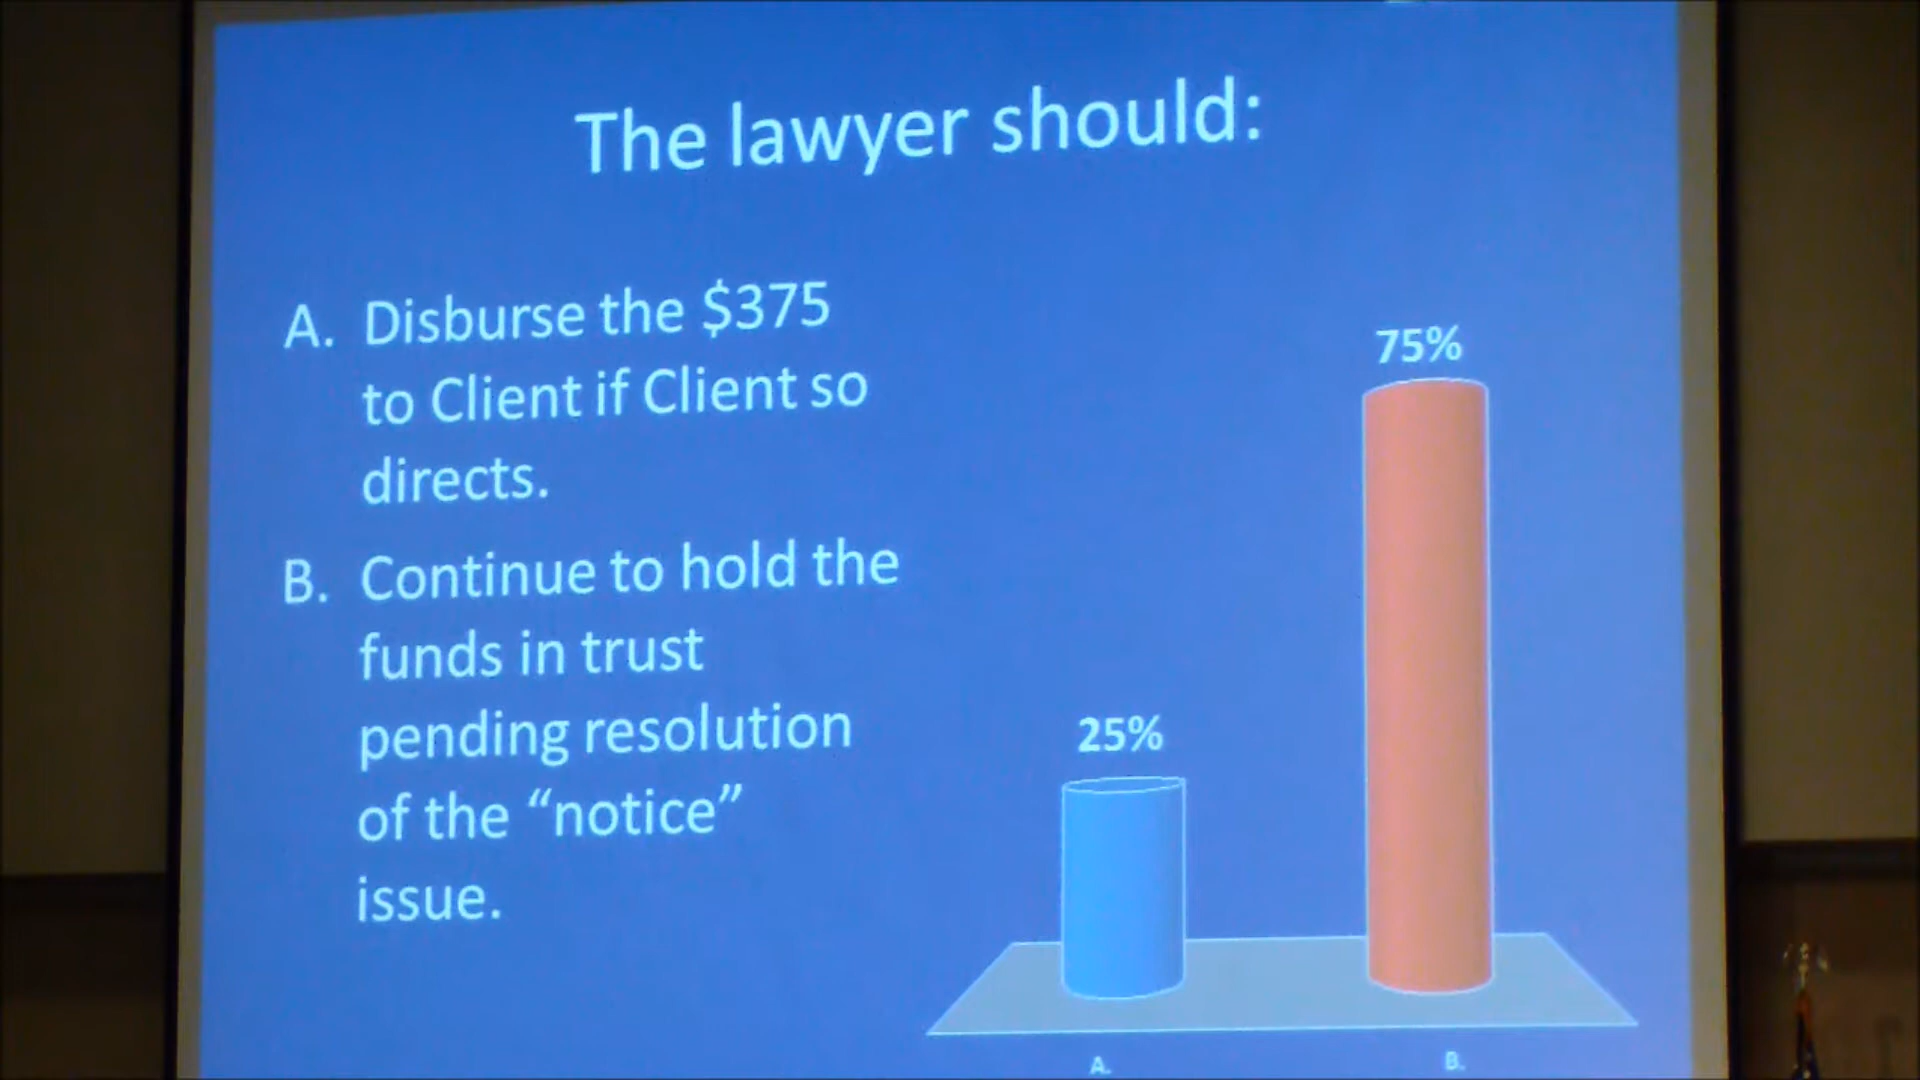 The lawyer should:
A. Disburse the $375
to Client if Client so
directs.
B. Continue to hold the
funds in trust
pending resolution
of the “notice”
issue.
75%
25%
A.
B.